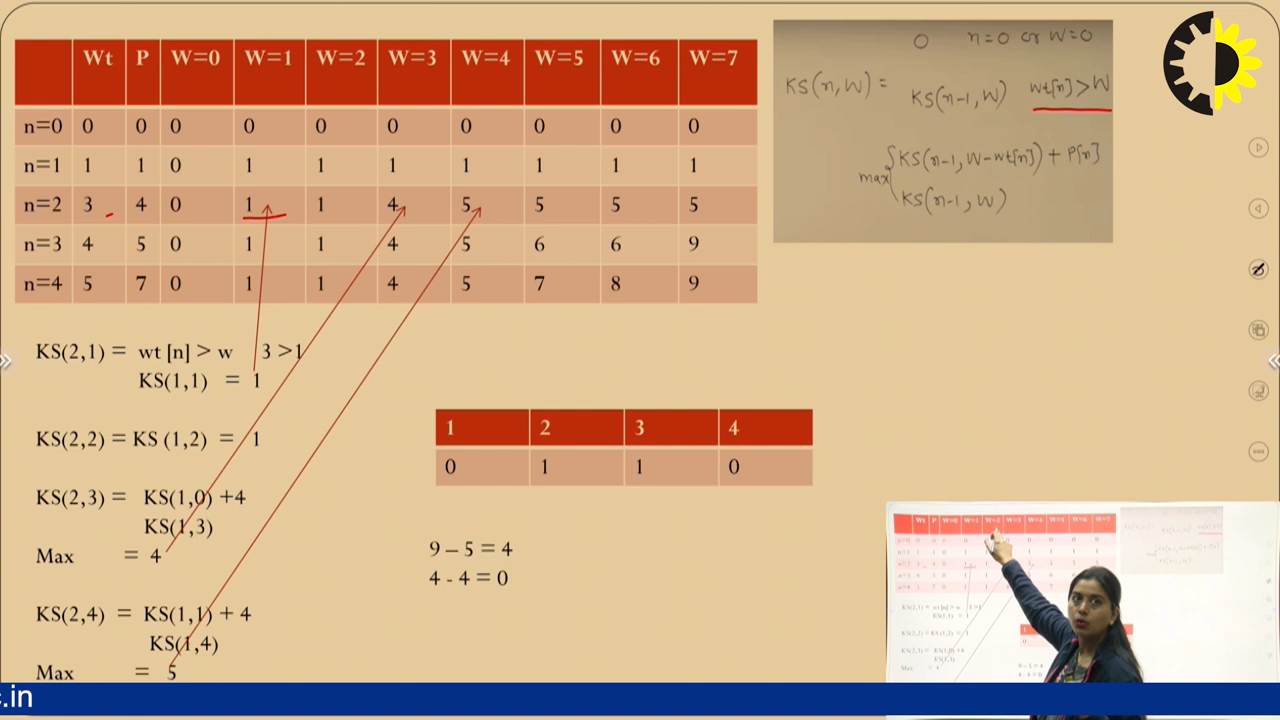 Wt P W=0 W=1 W=2 W=3 W=4 W=5 W=6 W=7
n=0 0 0 0 0 0 0 0 0 0 0
n=1 1 1 0 1 1 1 1 1 1 1
n=2 3 4 0 1 1 4 5 5 5 5
n=3 4 5 0 1 1 4 5 6 6 9
n=4 5 7 0 1 1 4 5 7 8 9
0 n=0 or W=0
KS(n,W) = KS(n-1, W) wt[n] > W
max { KS(n-1, W-wt[n]) + P[n]
KS(n-1, W)
KS(2,1) = wt [n] > w 3 >1
KS(1,1) = 1
KS(2,2) = KS (1,2) = 1
KS(2,3) = KS(1,0) +4
KS(1,3)
Max = 4
KS(2,4) = KS(1,1) + 4
KS(1,4)
Max = 5
1 2 3 4
0 1 1 0
9 – 5 = 4
4 - 4 = 0
c.in